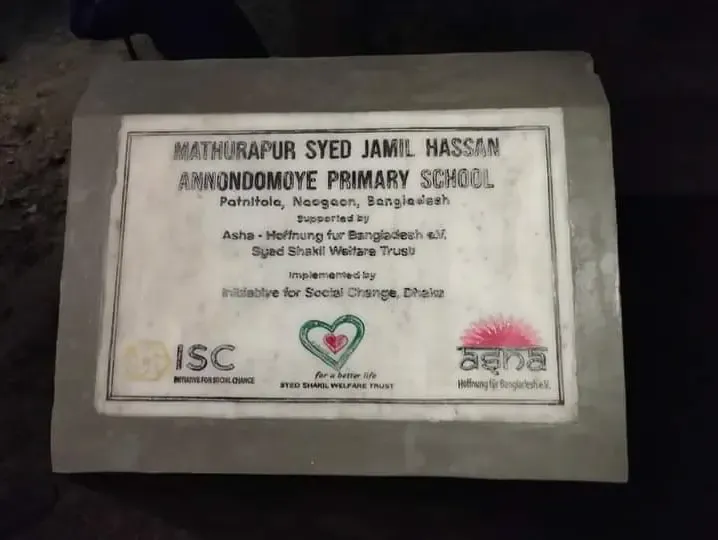 MATHURAPUR SYED JAMIL HASSAN
ANNONDOMOYE PRIMARY SCHOOL
Patnitola, Naogaon, Bangladesh
Supported by
Asha - Hoffnung fur Bangladesh e.V.
Syed Shakil Welfare Trust
Implemented by
Initiative for Social Change, Dhaka
ISC
INITIATIVE FOR SOCIAL CHANGE
for a better life
SYED SHAKIL WELFARE TRUST
asha
Hoffnung für Bangladesh e.V.